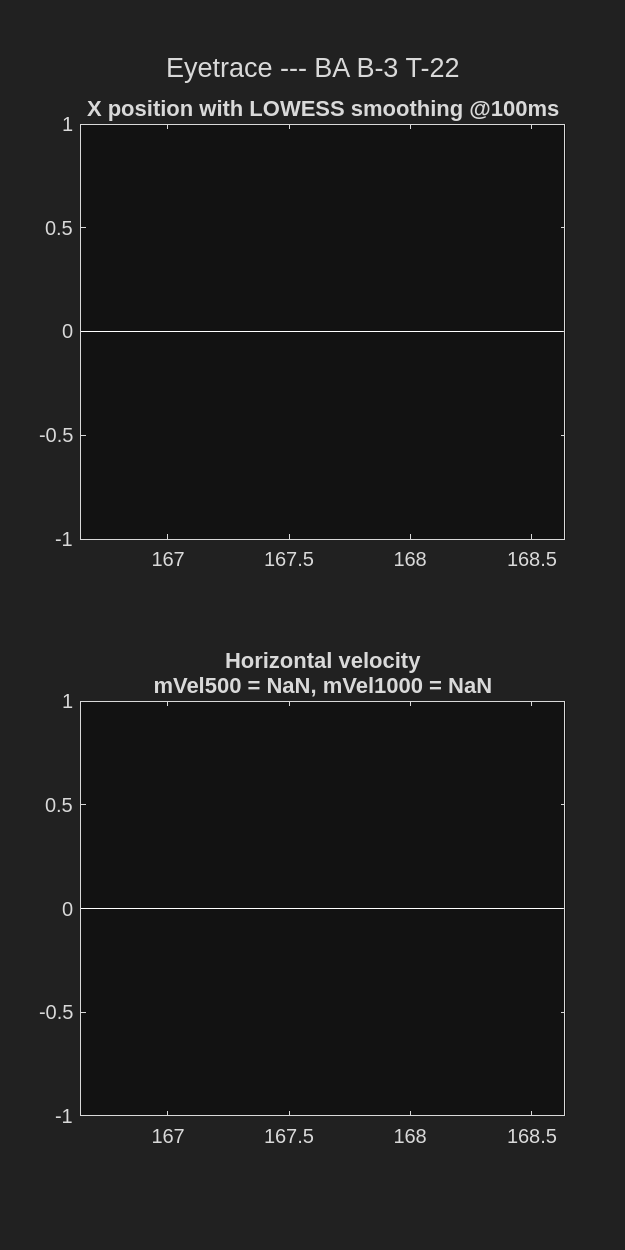 Eyetrace --- BA B-3 T-22
X position with LOWESS smoothing @100ms
1
0.5
0
-0.5
-1
167 167.5 168 168.5
Horizontal velocity
mVel500 = NaN, mVel1000 = NaN
1
0.5
0
-0.5
-1
167 167.5 168 168.5